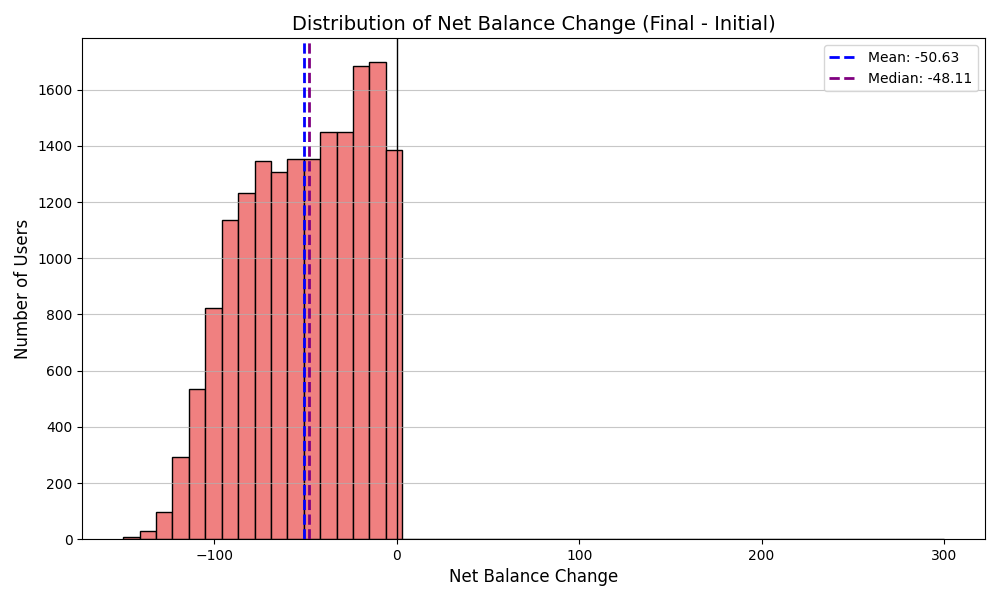 Distribution of Net Balance Change (Final - Initial)
Mean: -50.63
Median: -48.11
Number of Users
1600
1400
1200
1000
800
600
400
200
0
−100
0
100
200
300
Net Balance Change